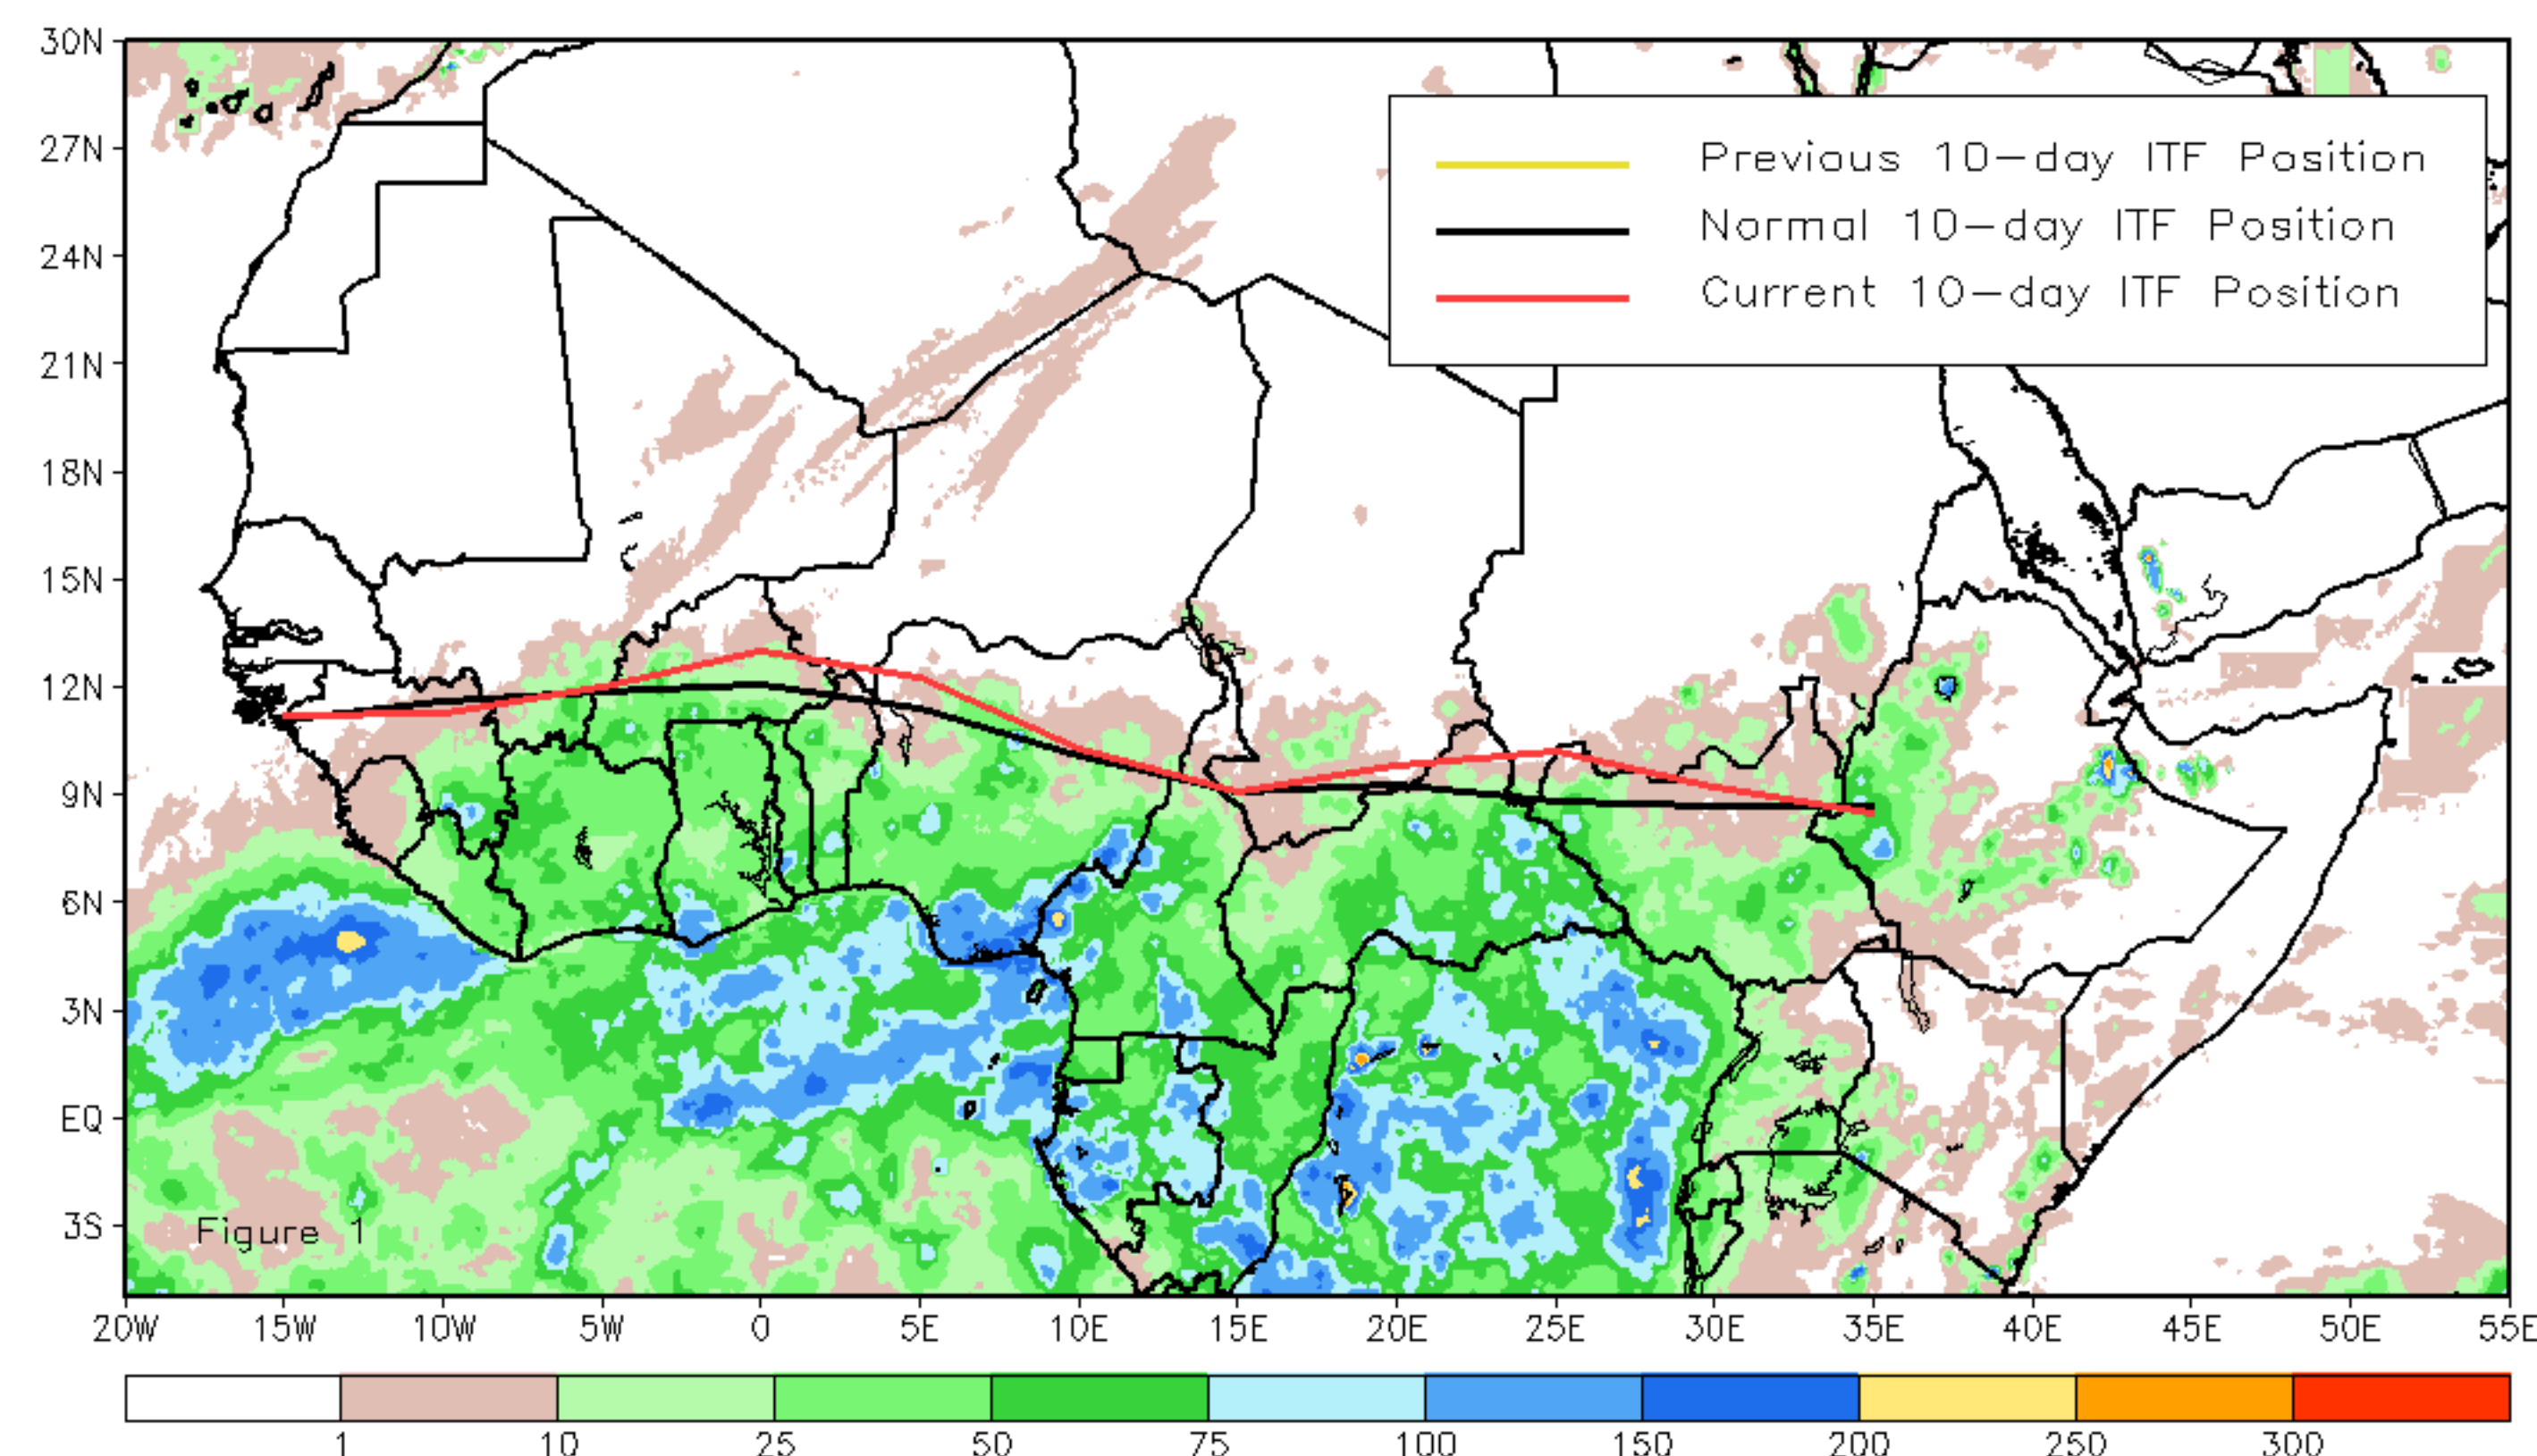 30N
27N
24N
21N
18N
15N
12N
9N
6N
3N
EQ
3S
Previous 10-day ITF Position
Normal 10-day ITF Position
Current 10-day ITF Position
Figure 1
20W 15W 10W 5W 0 5E 10E 15E 20E 25E 30E 35E 40E 45E 50E 55E
1 10 25 50 75 100 150 200 250 300